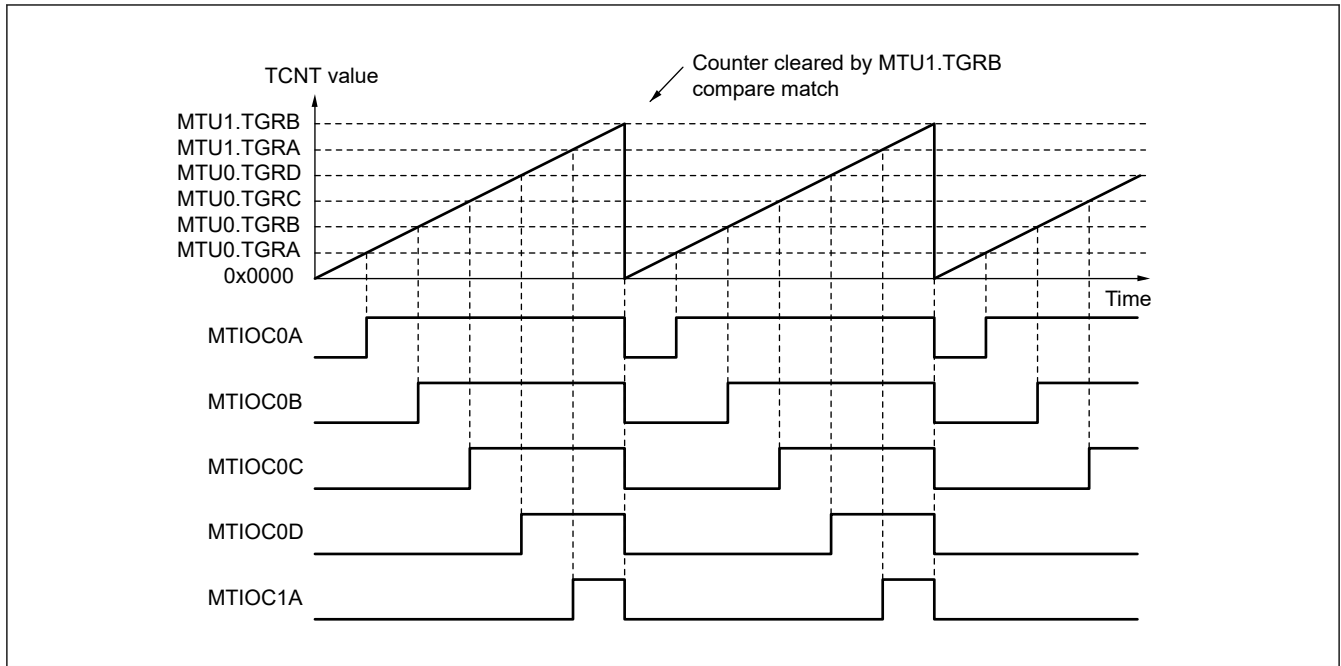 Counter cleared by MTU1.TGRB
compare match
TCNT value
MTU1.TGRB
MTU1.TGRA
MTU0.TGRD
MTU0.TGRC
MTU0.TGRB
MTU0.TGRA
0x0000
Time
MTIOC0A
MTIOC0B
MTIOC0C
MTIOC0D
MTIOC1A